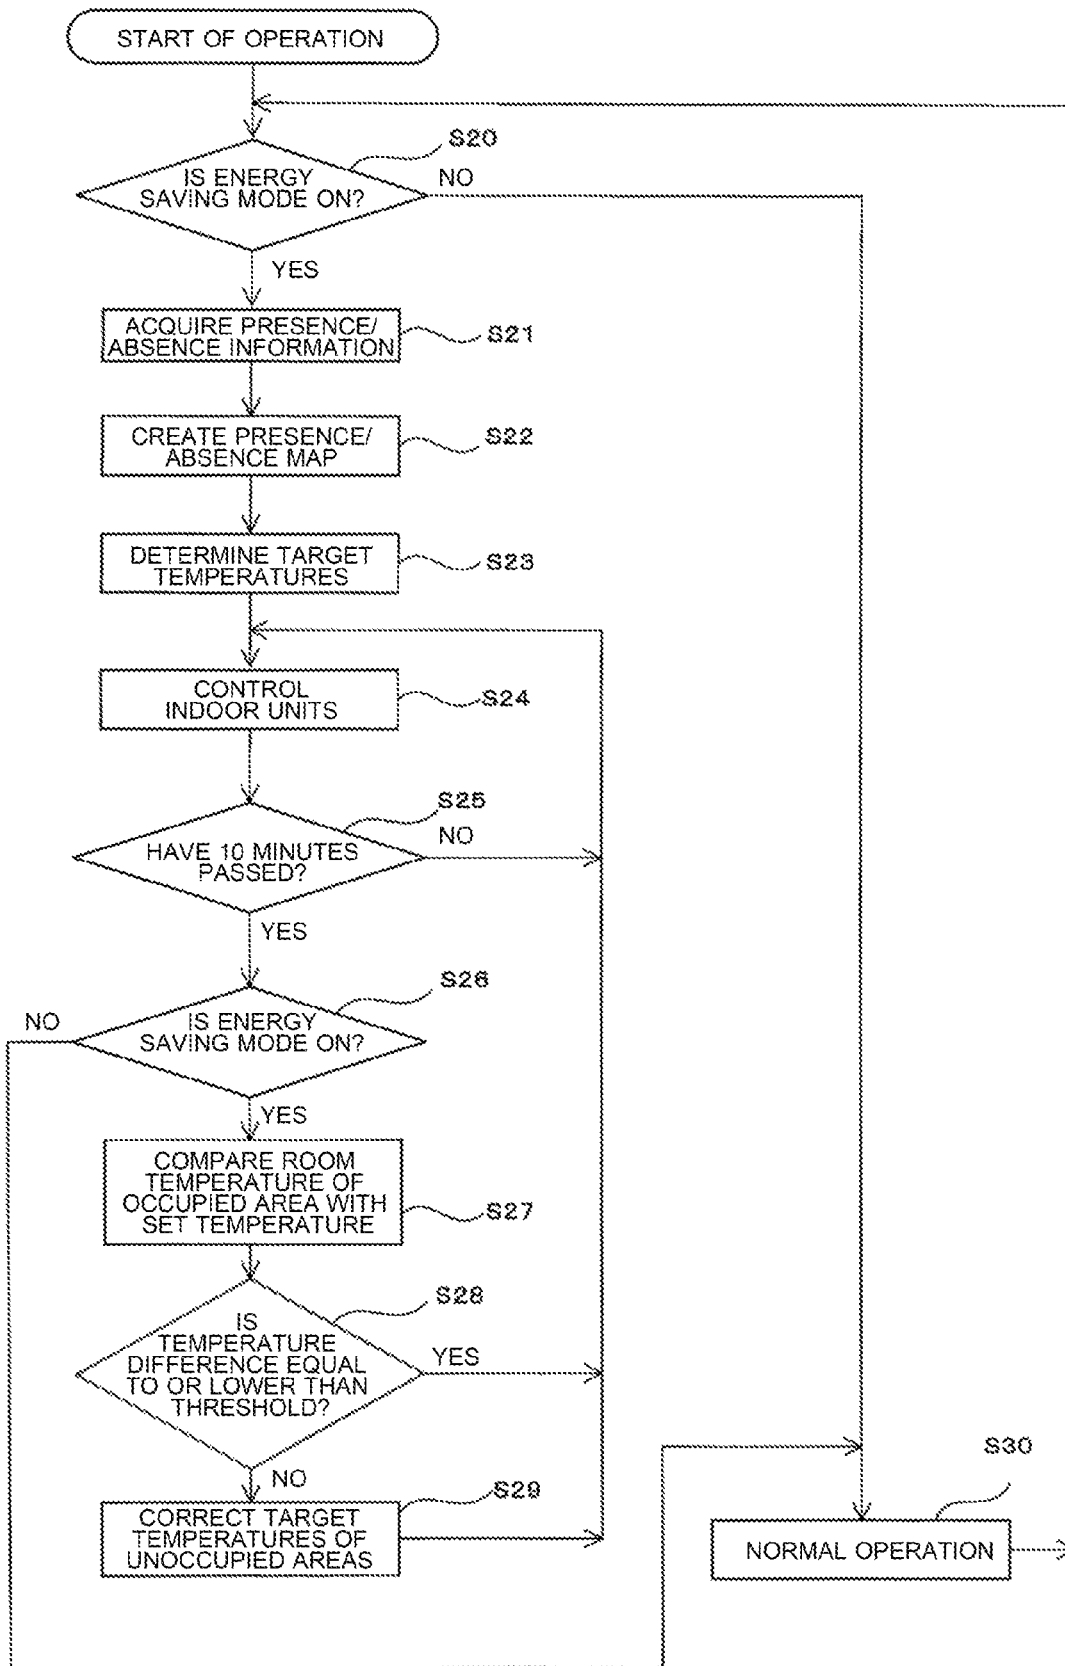 START OF OPERATION
S20
IS ENERGY
SAVING MODE ON?
NO
YES
ACQUIRE PRESENCE/
ABSENCE INFORMATION
S21
CREATE PRESENCE/
ABSENCE MAP
S22
DETERMINE TARGET
TEMPERATURES
S23
CONTROL
INDOOR UNITS
S24
S25
HAVE 10 MINUTES
PASSED?
NO
YES
S26
IS ENERGY
SAVING MODE ON?
NO
YES
COMPARE ROOM
TEMPERATURE OF
OCCUPIED AREA WITH
SET TEMPERATURE
S27
S28
IS
TEMPERATURE
DIFFERENCE EQUAL
TO OR LOWER THAN
THRESHOLD?
YES
NO
S29
CORRECT TARGET
TEMPERATURES OF
UNOCCUPIED AREAS
S30
NORMAL OPERATION